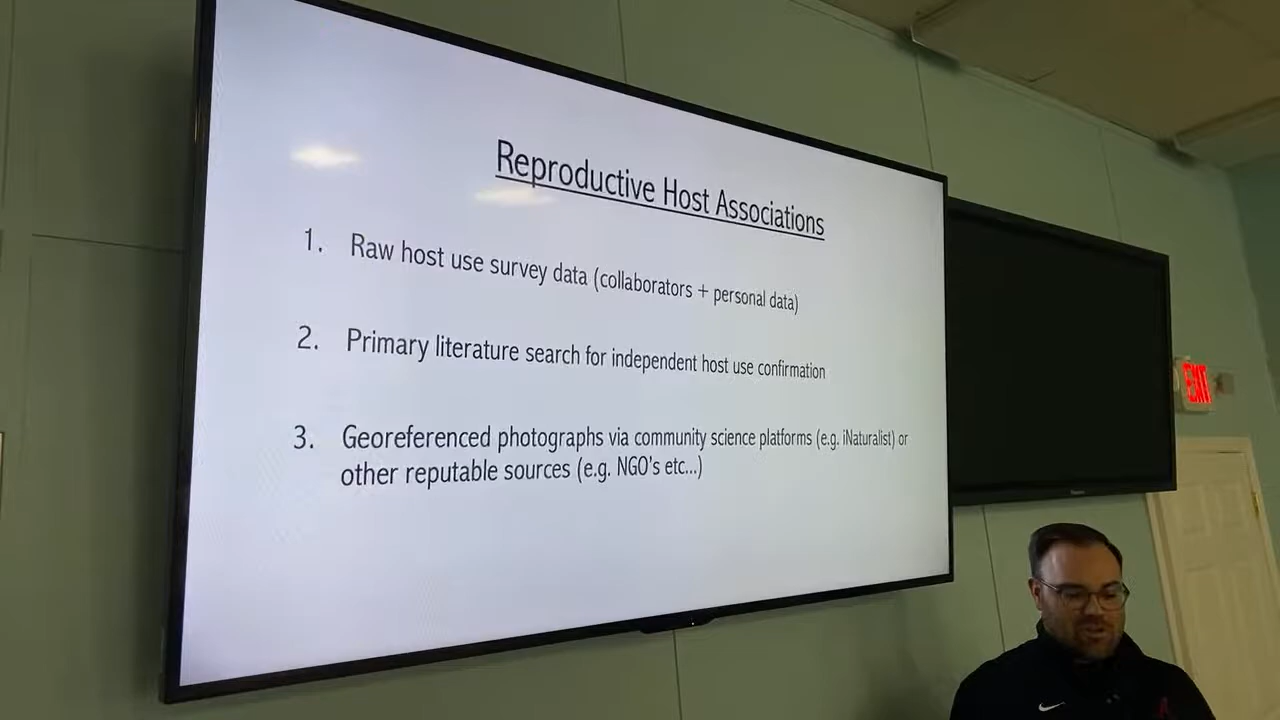 Reproductive Host Associations
1. Raw host use survey data (collaborators + personal data)
2. Primary literature search for independent host use confirmation
3. Georeferenced photographs via community science platforms (e.g. iNaturalist) or
other reputable sources (e.g. NGO's etc...)
EXIT